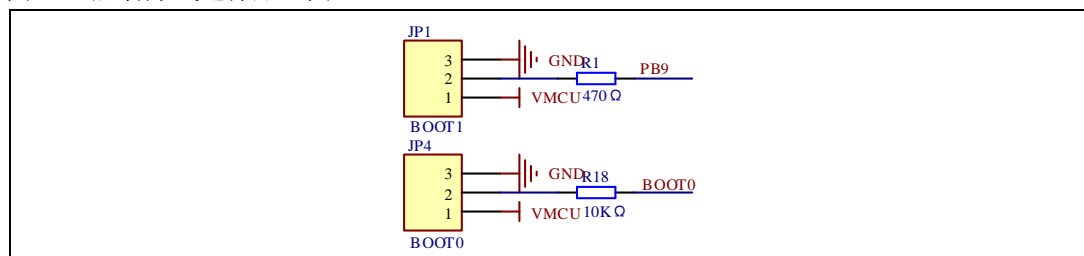 JP1
3
GND
R1
PB9
2
1
VMCU
470Ω
BOOT1
JP4
3
GND
R18
BOOT0
2
1
VMCU
10KΩ
BOOT0